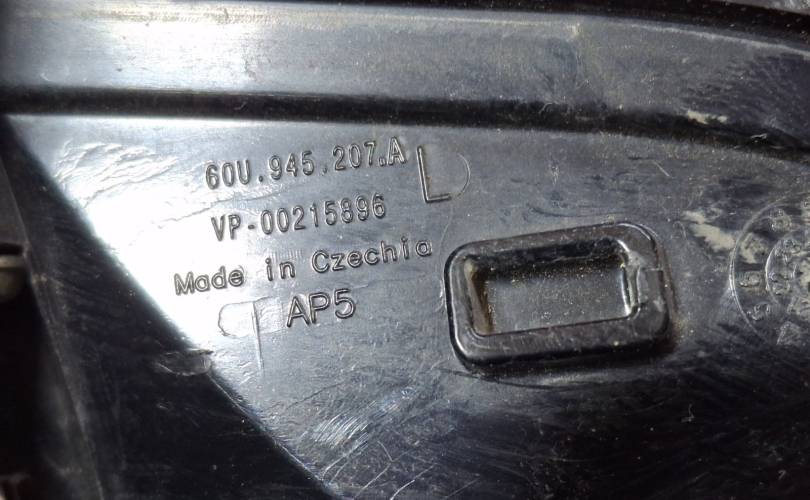 60U.945.207.A L
VP-00215896
Made in Czechia
AP5